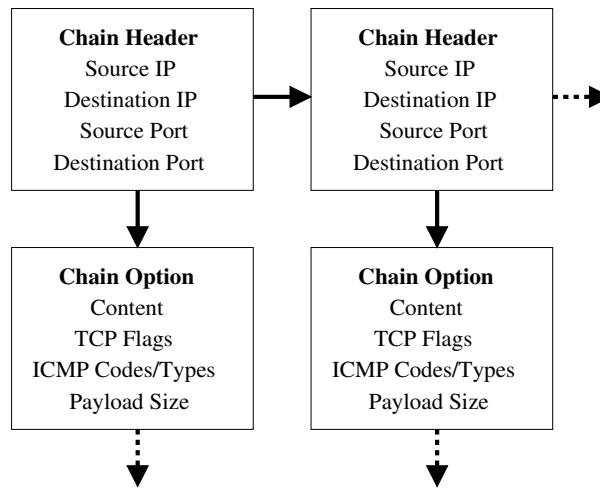 Chain Header
Source IP
Destination IP
Source Port
Destination Port
Chain Header
Source IP
Destination IP
Source Port
Destination Port
Chain Option
Content
TCP Flags
ICMP Codes/Types
Payload Size
Chain Option
Content
TCP Flags
ICMP Codes/Types
Payload Size